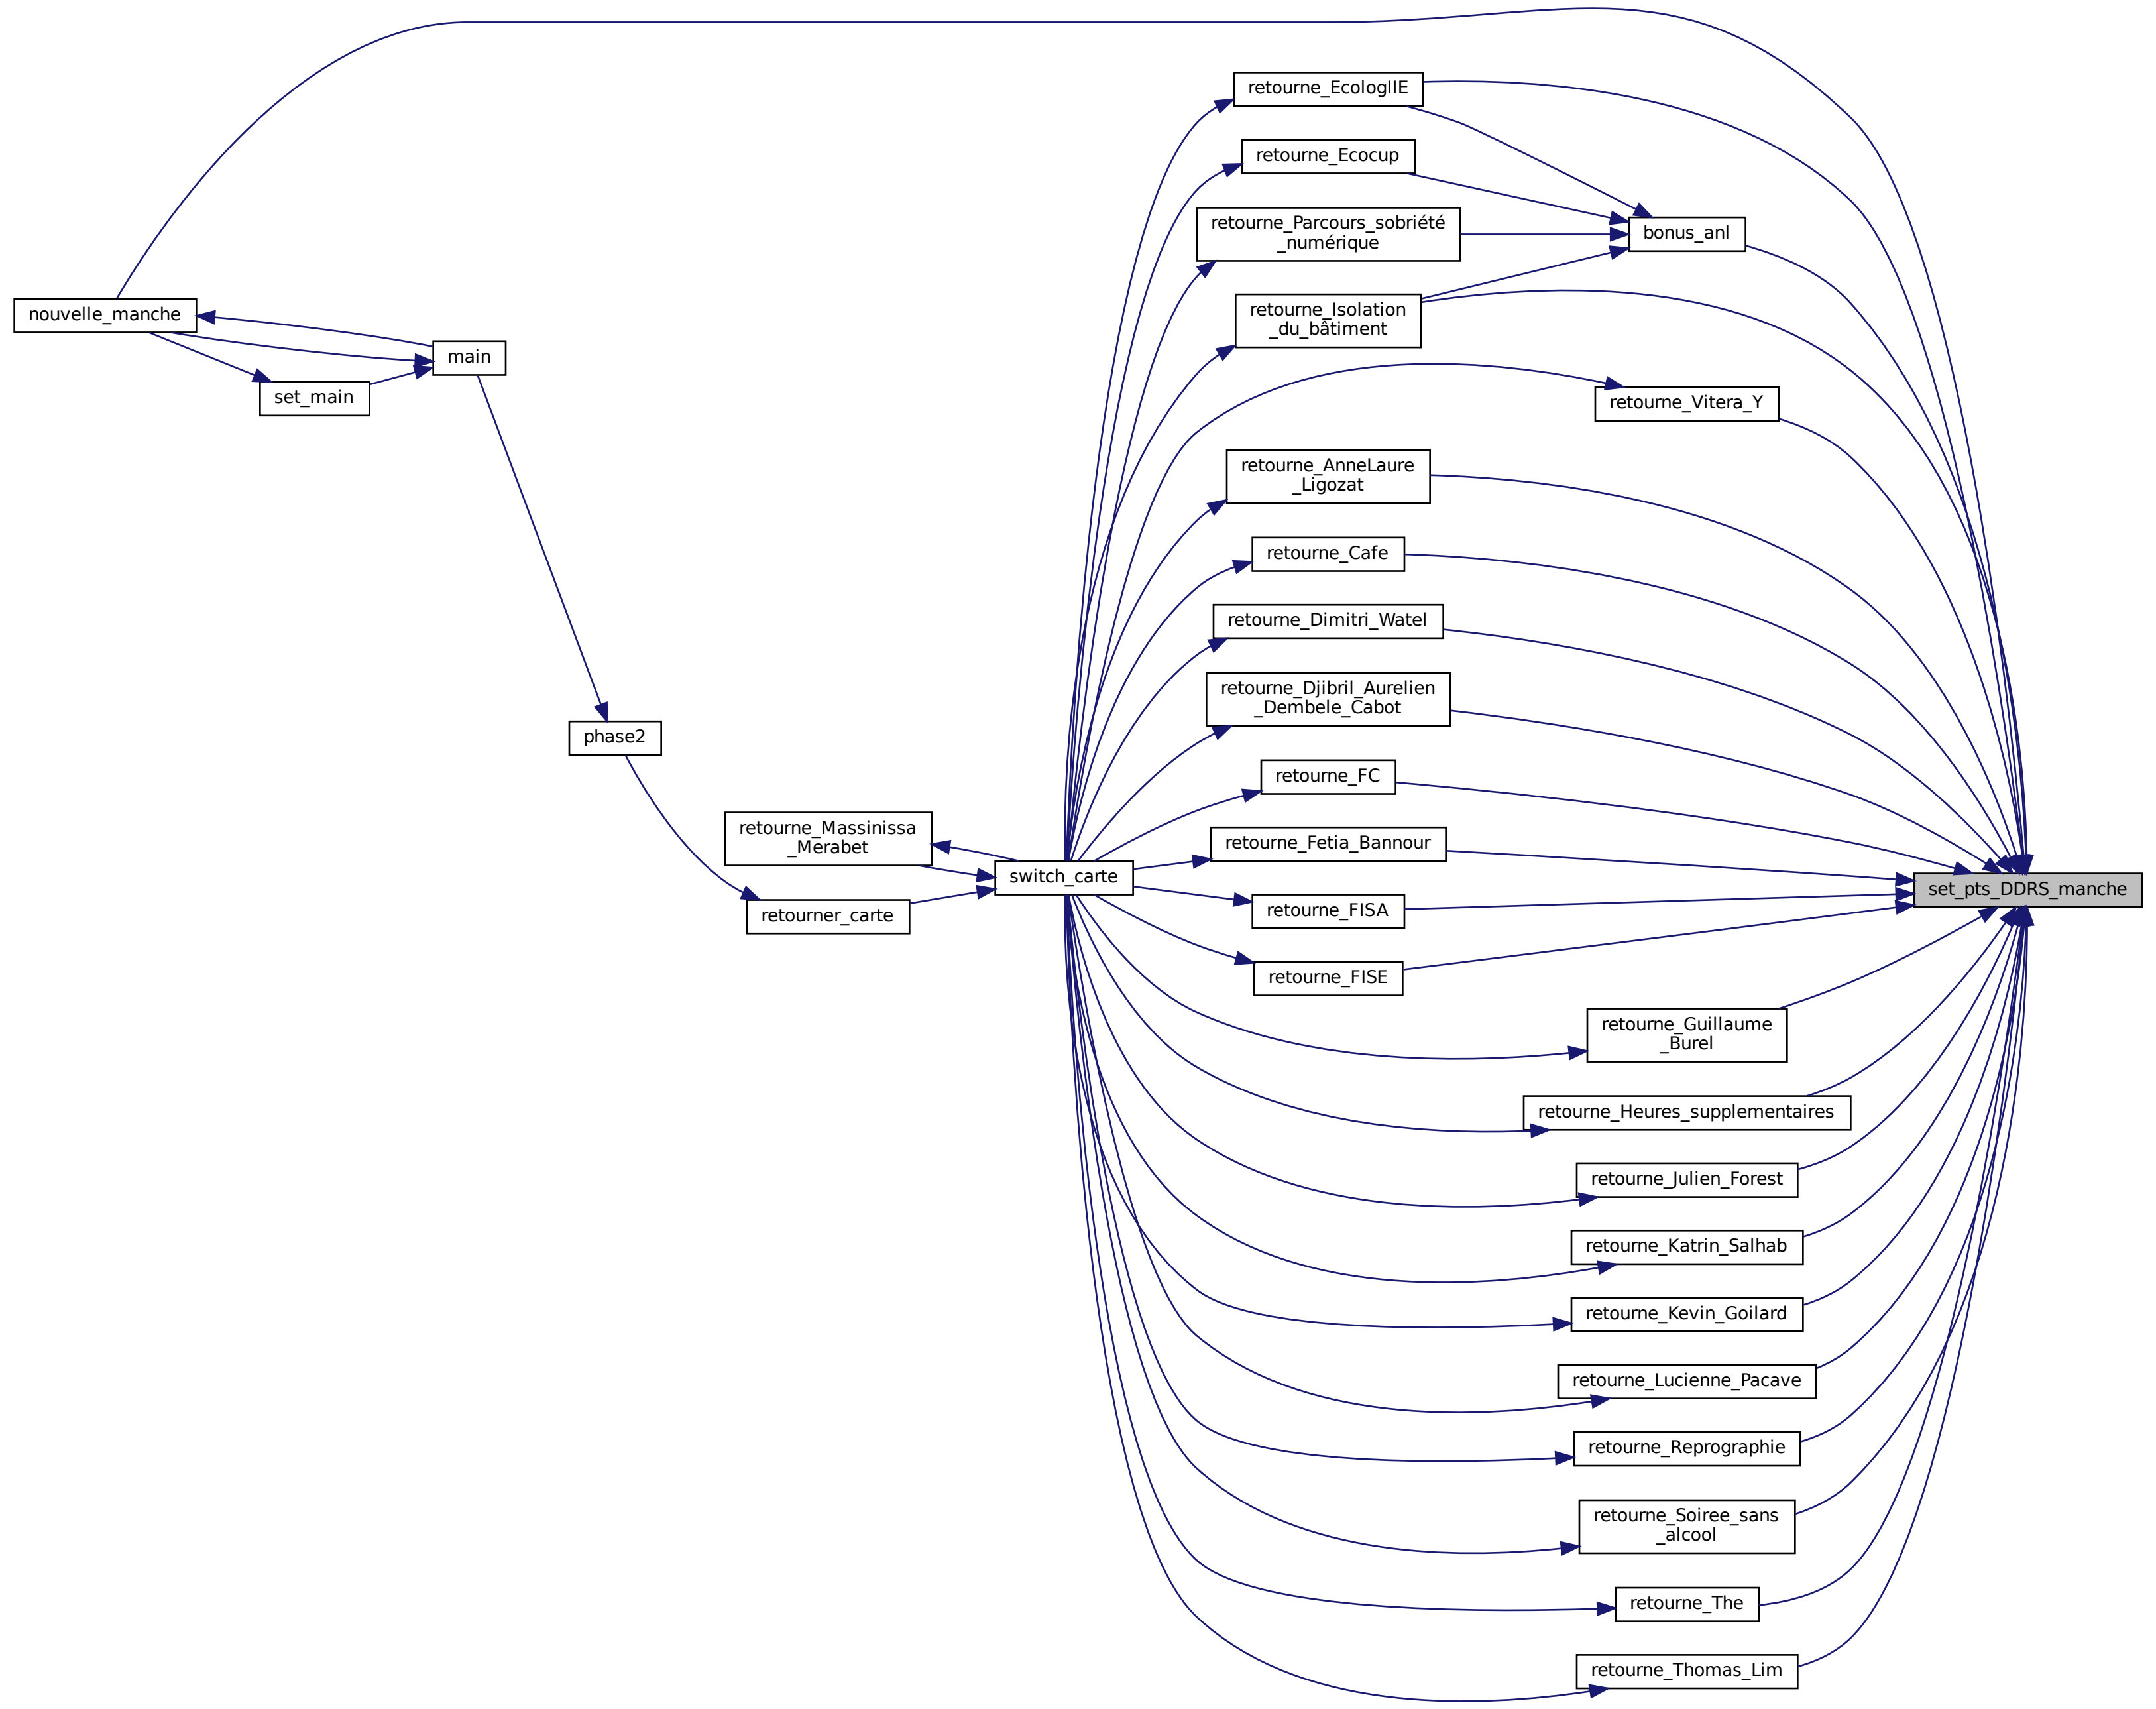 retourne_EcologIIE
retourne_Ecocup
retourne_Parcours_sobriété
_numérique
bonus_anl
retourne_Isolation
_du_bâtiment
nouvelle_manche
main
set_main
retourne_Vitera_Y
retourne_AnneLaure
_Ligozat
retourne_Cafe
retourne_Dimitri_Watel
retourne_Djibril_Aurelien
_Dembele_Cabot
phase2
retourne_FC
retourne_Massinissa
_Merabet
retourne_Fetia_Bannour
switch_carte
set_pts_DDRS_manche
retourner_carte
retourne_FISA
retourne_FISE
retourne_Guillaume
_Burel
retourne_Heures_supplementaires
retourne_Julien_Forest
retourne_Katrin_Salhab
retourne_Kevin_Goilard
retourne_Lucienne_Pacave
retourne_Reprographie
retourne_Soiree_sans
_alcool
retourne_The
retourne_Thomas_Lim